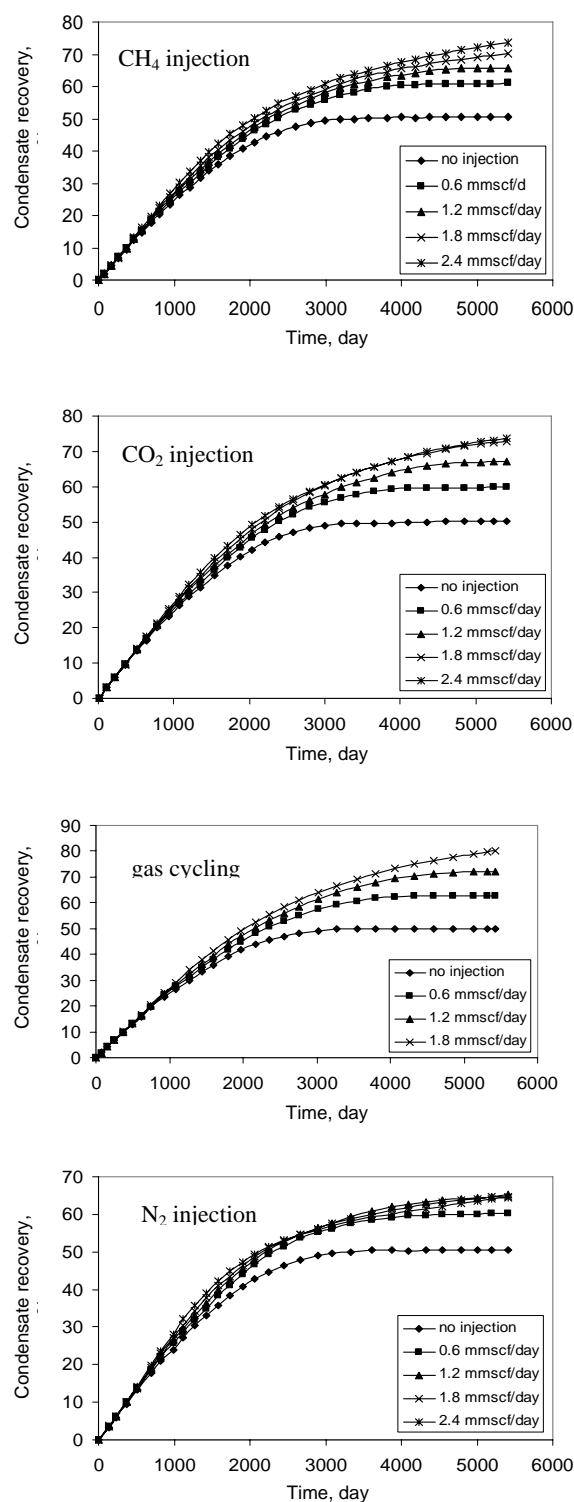 80
70
60
50
40
30
20
10
0
Condensate recovery,
CH₄ injection
no injection
0.6 mmscf/d
1.2 mmscf/day
1.8 mmscf/day
2.4 mmscf/day
0 1000 2000 3000 4000 5000 6000
Time, day
80
70
60
50
40
30
20
10
0
Condensate recovery,
CO₂ injection
no injection
0.6 mmscf/day
1.2 mmscf/day
1.8 mmscf/day
2.4 mmscf/day
0 1000 2000 3000 4000 5000 6000
Time, day
90
80
70
60
50
40
30
20
10
0
Condensate recovery,
gas cycling
no injection
0.6 mmscf/day
1.2 mmscf/day
1.8 mmscf/day
0 1000 2000 3000 4000 5000 6000
Time, day
70
60
50
40
30
20
10
0
Condensate recovery,
N₂ injection
no injection
0.6 mmscf/day
1.2 mmscf/day
1.8 mmscf/day
2.4 mmscf/day
0 1000 2000 3000 4000 5000 6000
Time, day